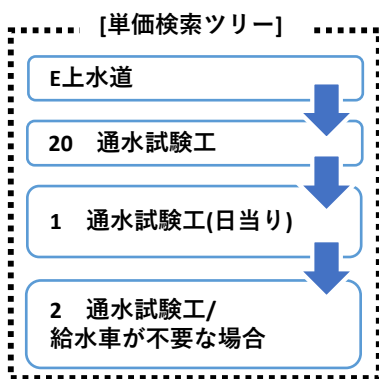 [単価検索ツリー]
E上水道
20　通水試験工
1　通水試験工(日当り)
2　通水試験工/
給水車が不要な場合